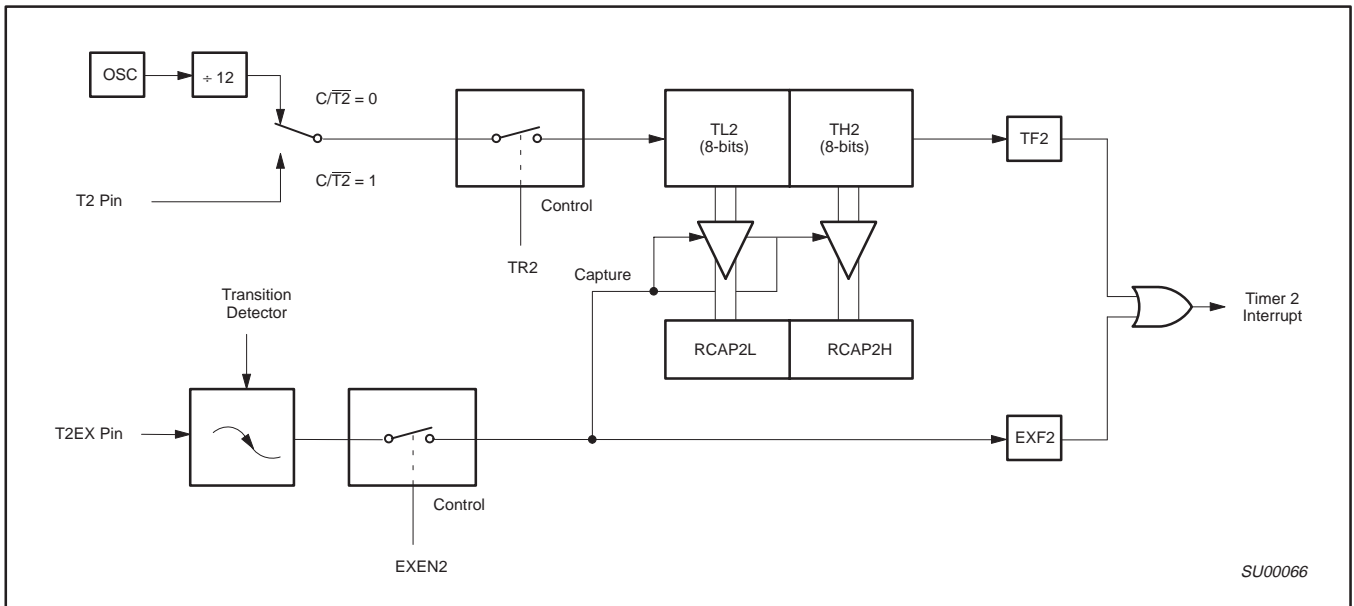 OSC
÷ 12
C/T2 = 0
C/T2 = 1
T2 Pin
Control
TR2
TL2
(8-bits)
TH2
(8-bits)
TF2
Capture
Transition
Detector
RCAP2L
RCAP2H
Timer 2
Interrupt
T2EX Pin
EXF2
Control
EXEN2
SU00066